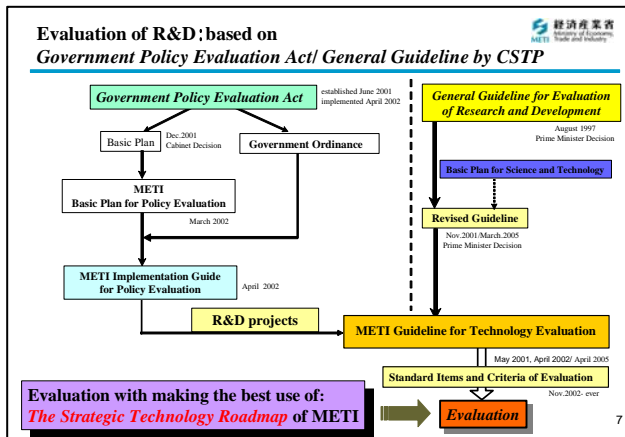 Evaluation of R&D; based on
Government Policy Evaluation Act/ General Guideline by CSTP
経済産業省
METI
Ministry of Economy,
Trade and Industry
Government Policy Evaluation Act
established June 2001
implemented April 2002
Basic Plan
Dec.2001
Cabinet Decision
Government Ordinance
METI
Basic Plan for Policy Evaluation
March 2002
METI Implementation Guide
for Policy Evaluation
April 2002
R&D projects
General Guideline for Evaluation
of Research and Development
August 1997
Prime Minister Decision
Basic Plan for Science and Technology
Revised Guideline
Nov.2001/March.2005
Prime Minister Decision
METI Guideline for Technology Evaluation
May 2001, April 2002/ April 2005
Standard Items and Criteria of Evaluation
Nov.2002- ever
Evaluation with making the best use of:
The Strategic Technology Roadmap of METI
Evaluation
7